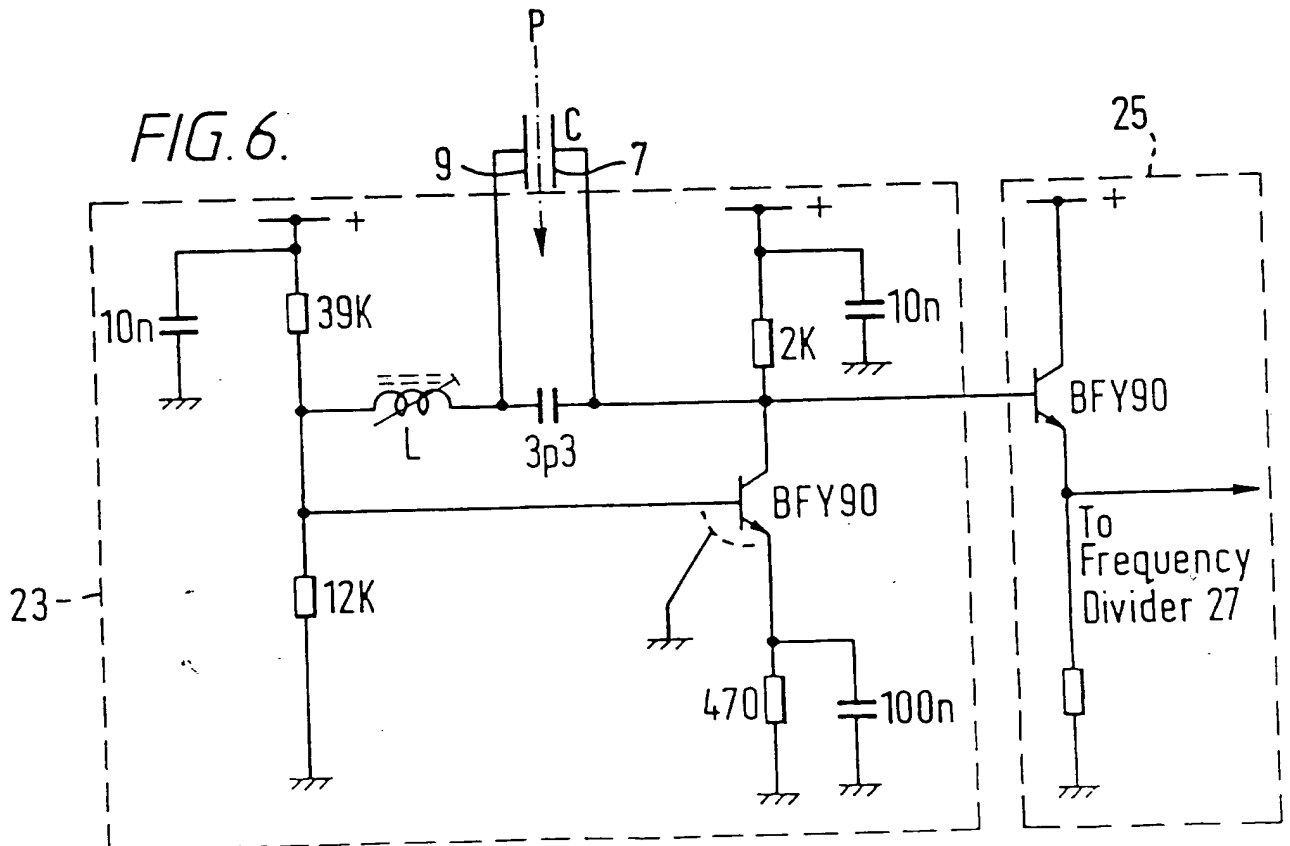 P
FIG. 6.
C
9
7
25
+
+
+
10n
39K
2K
10n
L
3p3
BFY90
BFY90
23
12K
To
Frequency
Divider 27
470
100n